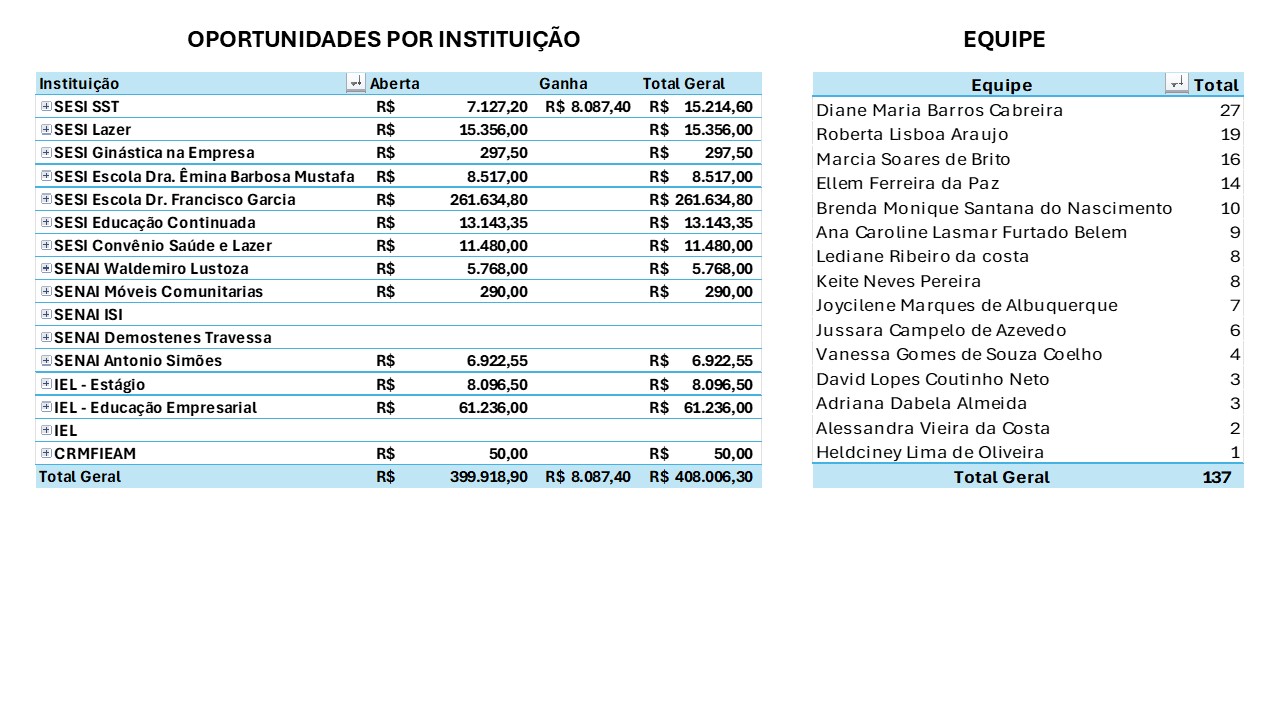 OPORTUNIDADES POR INSTITUIÇÃO
Instituição Aberta Ganha Total Geral
SESI SST R$ 7.127,20 R$ 8.087,40 R$ 15.214,60
SESI Lazer R$ 15.356,00 R$ 15.356,00
SESI Ginástica na Empresa R$ 297,50 R$ 297,50
SESI Escola Dra. Êmina Barbosa Mustafa R$ 8.517,00 R$ 8.517,00
SESI Escola Dr. Francisco Garcia R$ 261.634,80 R$ 261.634,80
SESI Educação Continuada R$ 13.143,35 R$ 13.143,35
SESI Convênio Saúde e Lazer R$ 11.480,00 R$ 11.480,00
SENAI Waldemiro Lustoza R$ 5.768,00 R$ 5.768,00
SENAI Móveis Comunitarias R$ 290,00 R$ 290,00
SENAI ISI
SENAI Demostenes Travessa
SENAI Antonio Simões R$ 6.922,55 R$ 6.922,55
IEL - Estágio R$ 8.096,50 R$ 8.096,50
IEL - Educação Empresarial R$ 61.236,00 R$ 61.236,00
IEL
CRMFIEAM R$ 50,00 R$ 50,00
Total Geral R$ 399.918,90 R$ 8.087,40 R$ 408.006,30
EQUIPE
Equipe Total
Diane Maria Barros Cabreira 27
Roberta Lisboa Araujo 19
Marcia Soares de Brito 16
Ellem Ferreira da Paz 14
Brenda Monique Santana do Nascimento 10
Ana Caroline Lasmar Furtado Belem 9
Lediane Ribeiro da costa 8
Keite Neves Pereira 8
Joycilene Marques de Albuquerque 7
Jussara Campelo de Azevedo 6
Vanessa Gomes de Souza Coelho 4
David Lopes Coutinho Neto 3
Adriana Dabela Almeida 3
Alessandra Vieira da Costa 2
Heldciney Lima de Oliveira 1
Total Geral 137